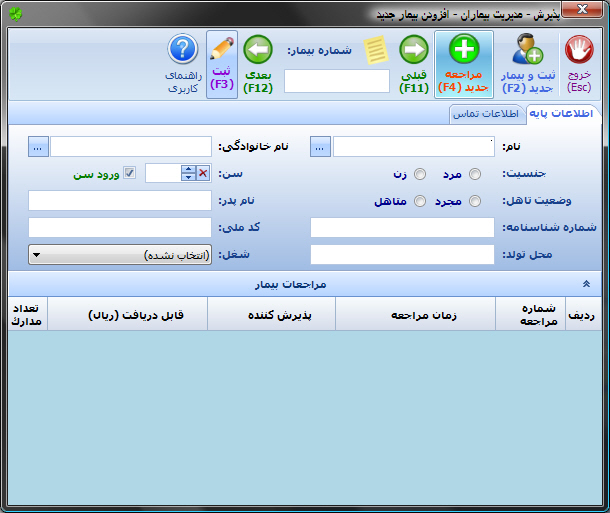 پذیرش - مدیریت بیماران - افزودن بیمار جدید
خروج (Esc)
ثبت و بیمار جدید (F2)
مراجعه جدید (F4)
قبلی (F11)
شماره بیمار:
بعدی (F12)
ثبت (F3)
راهنمای کاربری
اطلاعات پایه
اطلاعات تماس
نام: ...
نام خانوادگی: ...
جنسیت: مرد زن
سن: ورود سن
وضعیت تاهل: مجرد متاهل
نام پدر:
شماره شناسنامه:
کد ملی:
محل تولد:
شغل: (انتخاب نشده)
مراجعات بیمار
ردیف
شماره مراجعه
زمان مراجعه
پذیرش کننده
قابل دریافت (ریال)
تعداد مدارك